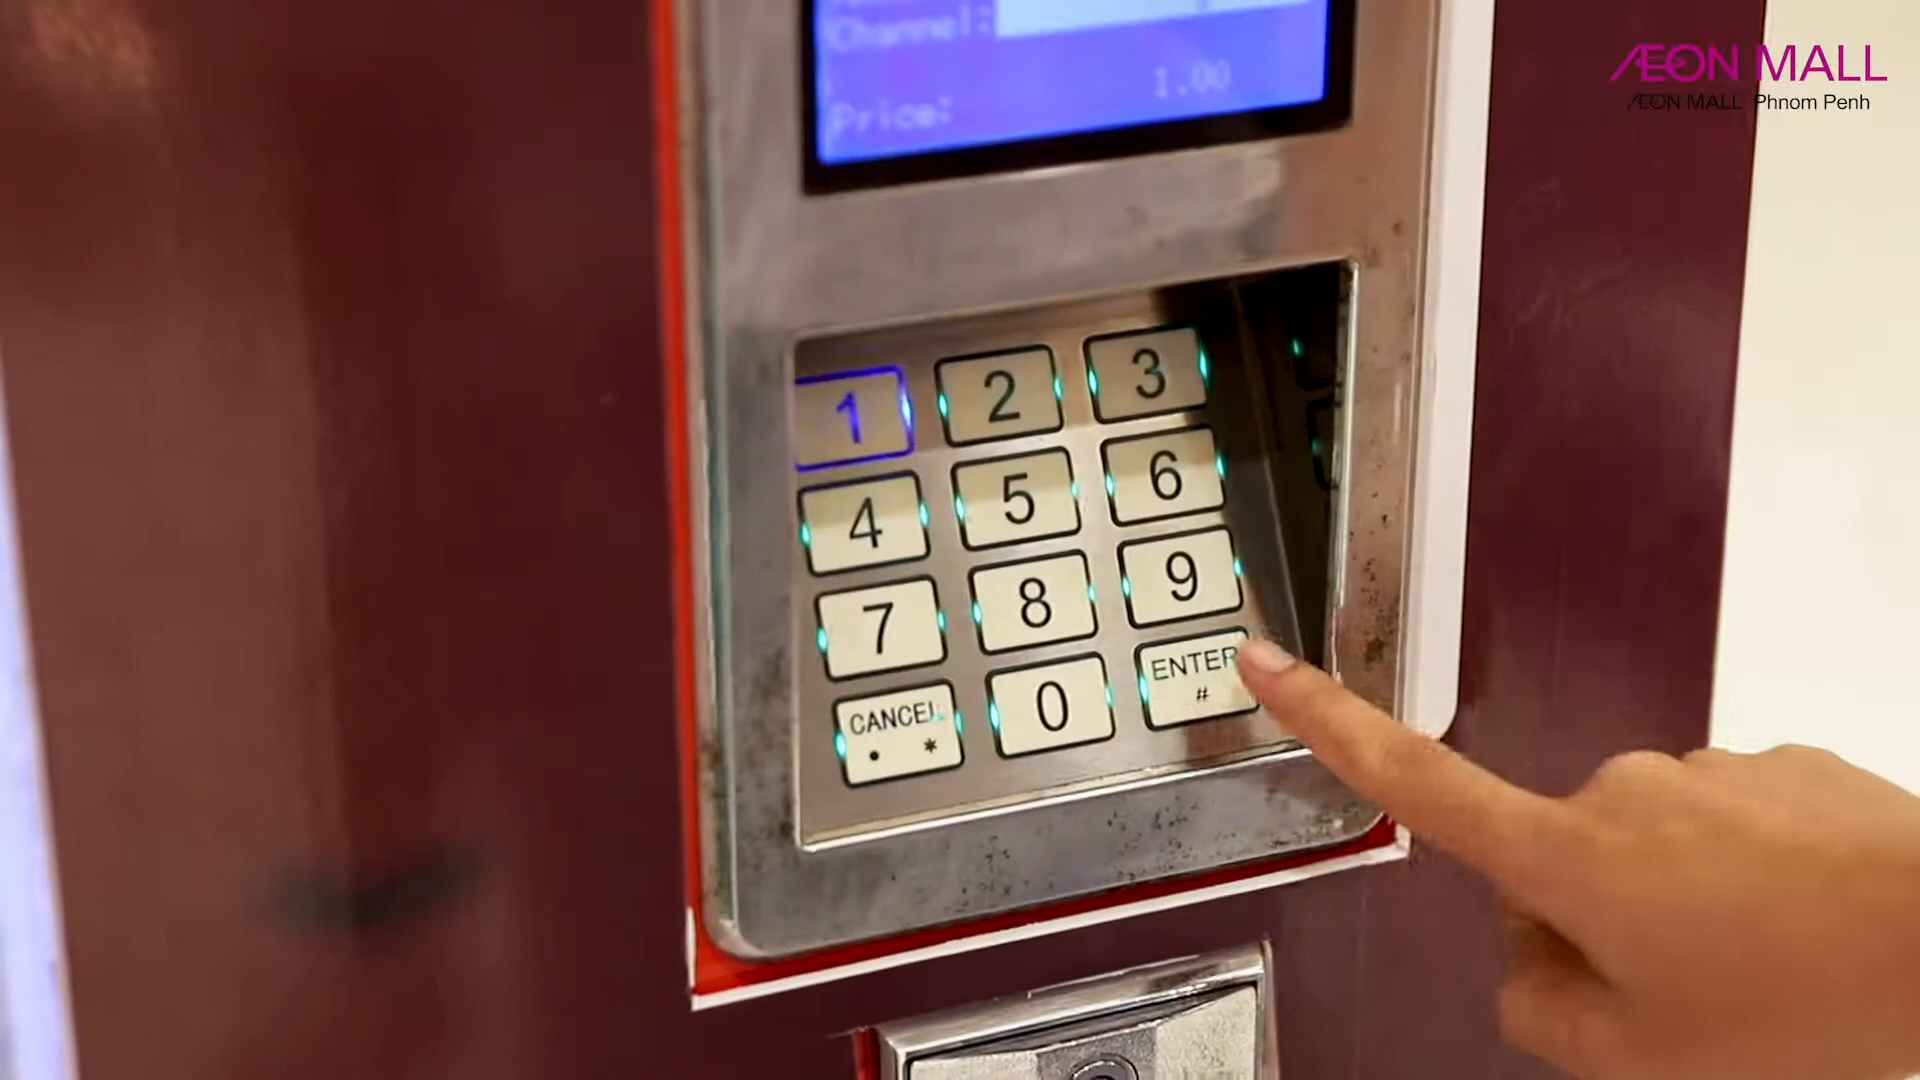 ÆON MALL
ÆON MALL Phnom Penh
Channel:
1.00
Price:
1 2 3
4 5 6
7 8 9
CANCEL 0 ENTER
• * #